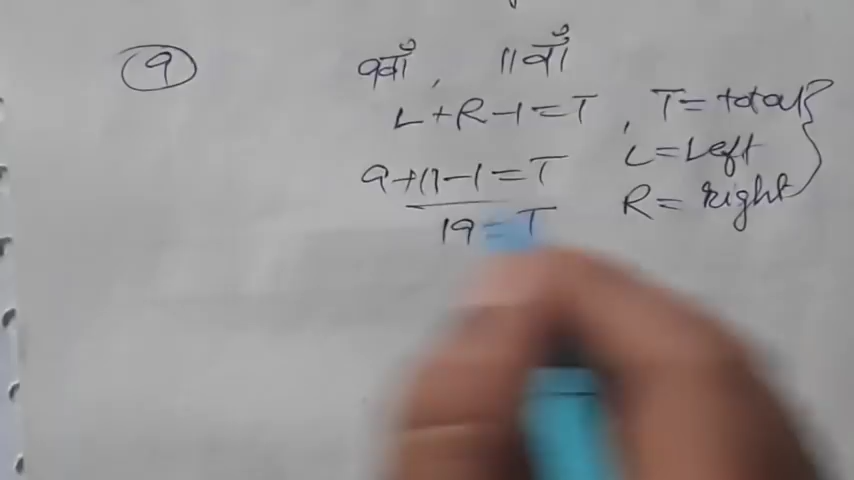 9
9वाँ, 11वाँ
L+R-1=T, T=total
L=Left
9+11-1=T
R=right
19=T